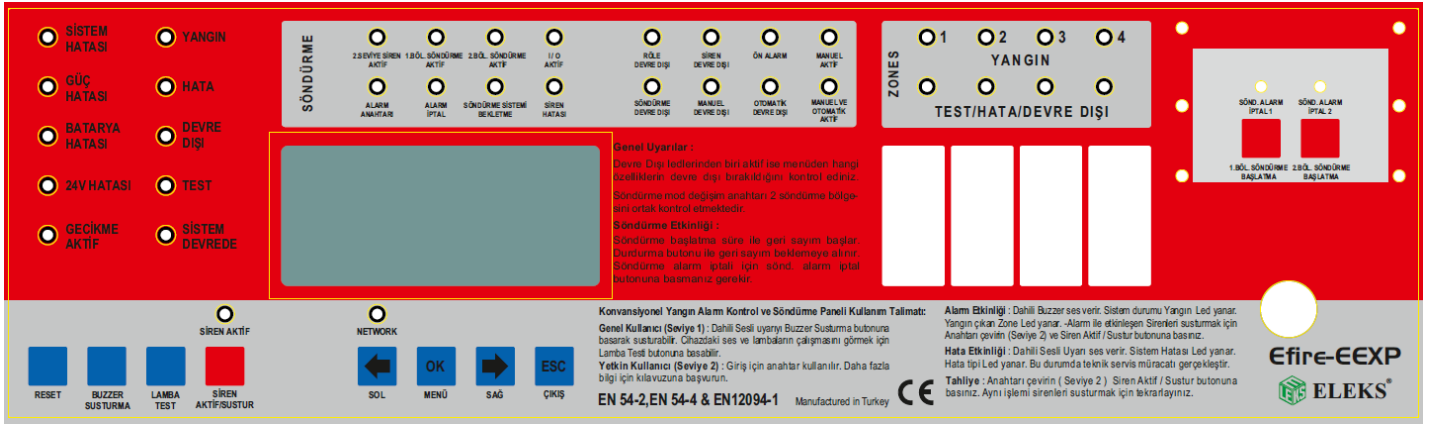 SİSTEM
HATASI
YANGIN
GÜÇ
HATASI
HATA
BATARYA
HATASI
DEVRE
DIŞI
24V HATASI
TEST
GECİKME
AKTİF
SİSTEM
DEVREDE
SÖNDÜRME
2.SEVİYE SİREN
AKTİF
1.BÖL. SÖNDÜRME
AKTİF
2.BÖL. SÖNDÜRME
AKTİF
I/ O
AKTİF
RÖLE
DEVRE DIŞI
SİREN
DEVRE DIŞI
ÖN ALARM
MANUEL
AKTİF
ALARM
ANAHTARI
ALARM
İPTAL
SÖNDÜRME SİSTEMİ
BEKLETME
SİREN
HATASI
SÖNDÜRME
DEVRE DIŞI
MANUEL
DEVRE DIŞI
OTOMATİK
DEVRE DIŞI
MANUEL VE
OTOMATİK
AKTİF
ZONES
1
2
3
4
YANGIN
TEST/HATA/DEVRE DIŞI
SÖND. ALARM
İPTAL 1
SÖND. ALARM
İPTAL 2
1.BÖL. SÖNDÜRME
BAŞLATMA
2.BÖL. SÖNDÜRME
BAŞLATMA
Genel Uyarılar :
Devre Dışı ledlerinden biri aktif ise menüden hangi
özelliklerin devre dışı bırakıldığını kontrol ediniz.
Söndürme mod değişim anahtarı 2 söndürme bölge-
sini ortak kontrol etmektedir.
Söndürme Etkinliği :
Söndürme başlatma süre ile geri sayım başlar.
Durdurma butonu ile geri sayım beklemeye alınır.
Söndürme alarm iptali için sönd. alarm iptal
butonuna basmanız gerekir.
SİREN AKTİF
NETWORK
RESET
BUZZER
SUSTURMA
LAMBA
TEST
SİREN
AKTİF/SUSTUR
SOL
OK
MENÜ
SAĞ
ESC
ÇIKIŞ
Konvansiyonel Yangın Alarm Kontrol ve Söndürme Paneli Kullanım Talimatı:
Genel Kullanıcı (Seviye 1) : Dahili Sesli uyarıyı Buzzer Susturma butonuna
basarak susturabilir. Cihazdaki ses ve lambaların çalışmasını görmek için
Lamba Testi butonuna basabilir.
Yetkin Kullanıcı (Seviye 2) : Giriş için anahtar kullanılır. Daha fazla
bilgi için kılavuzuna başvurun.
EN 54-2,EN 54-4 & EN12094-1 Manufactured in Turkey CE
Alarm Etkinliği : Dahili Buzzer ses verir. Sistem durumu Yangın Led yanar.
Yangın çıkan Zone Led yanar. -Alarm ile etkinleşen Sirenleri susturmak için
Anahtarı çevirin (Seviye 2) ve Siren Aktif / Sustur butonuna basınız.
Hata Etkinliği : Dahili Sesli Uyarı ses verir. Sistem Hatası Led yanar.
Hata tipi Led yanar. Bu durumda teknik servis müracatı gerçekleştir.
Tahliye : Anahtarı çevirin ( Seviye 2 ) Siren Aktif / Sustur butonuna
basınız. Aynı işlemi sirenleri susturmak için tekrarlayınız.
Efire-EEXP
ELEKS®